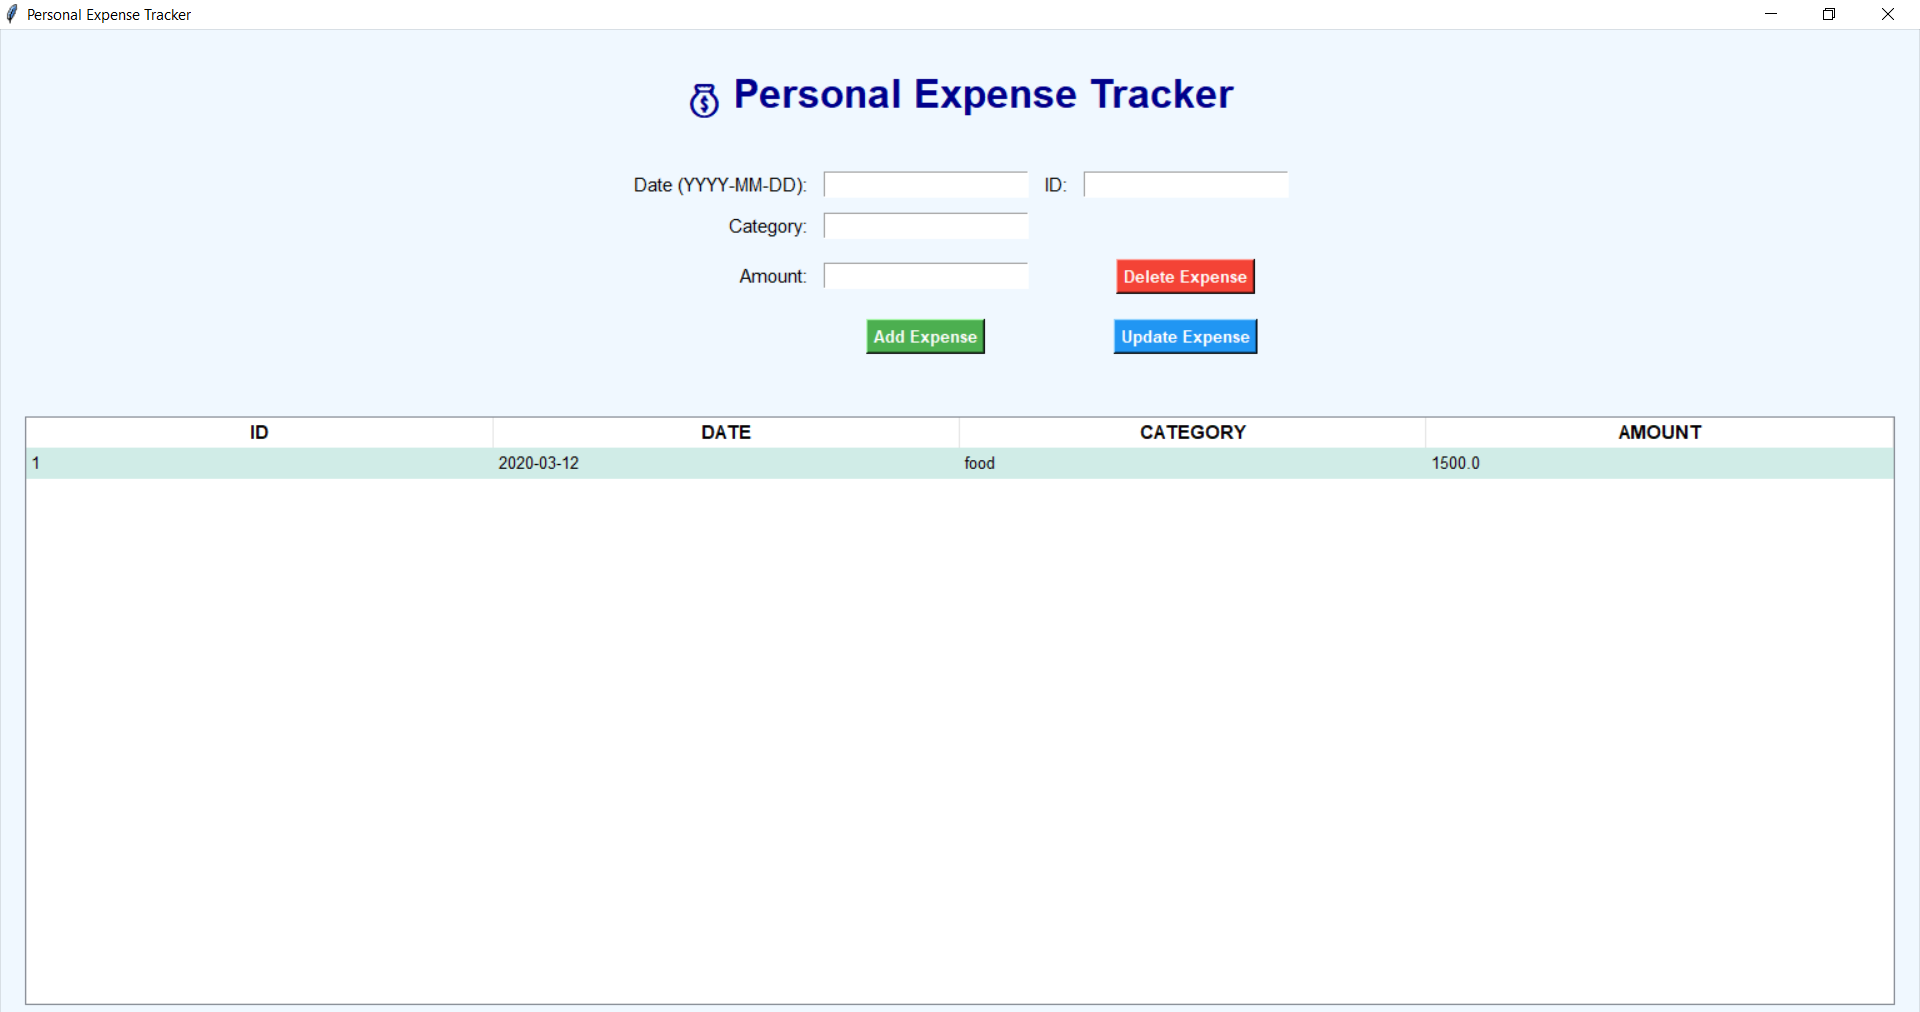 Personal Expense Tracker
Personal Expense Tracker
Date (YYYY-MM-DD): ID:
Category:
Amount: Delete Expense
Add Expense Update Expense
ID DATE CATEGORY AMOUNT
1 2020-03-12 food 1500.0